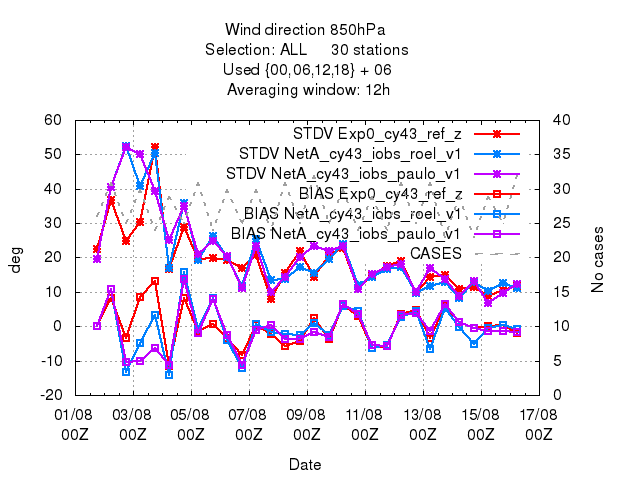 Wind direction 850hPa
Selection: ALL 30 stations
Used {00,06,12,18} + 06
Averaging window: 12h
60 40
STDV Exp0_cy43_ref_z
50 35
STDV NetA_cy43_iobs_roel_v1
STDV NetA_cy43_iobs_paulo_v1
40 30
BIAS Exp0_cy43_ref_z
BIAS NetA_cy43_iobs_roel_v1
30 25
BIAS NetA_cy43_iobs_paulo_v1
CASES
deg
20 20
No cases
10 15
0 10
-10 5
-20 0
01/08 03/08 05/08 07/08 09/08 11/08 13/08 15/08 17/08
00Z 00Z 00Z 00Z 00Z 00Z 00Z 00Z 00Z
Date